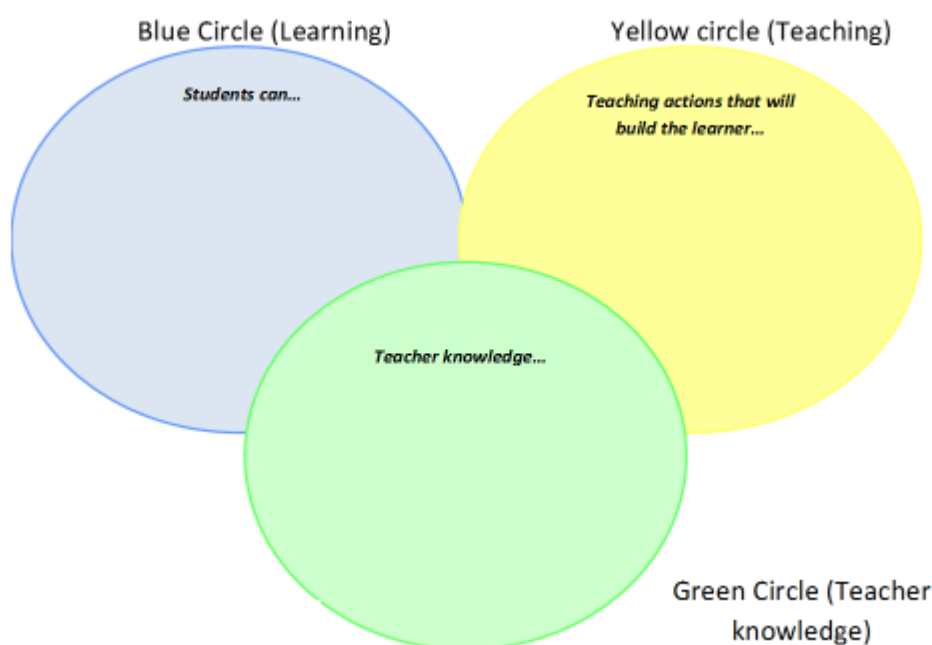 Blue Circle (Learning)
Yellow circle (Teaching)
Students can...
Teaching actions that will
build the learner...
Teacher knowledge...
Green Circle (Teacher
knowledge)